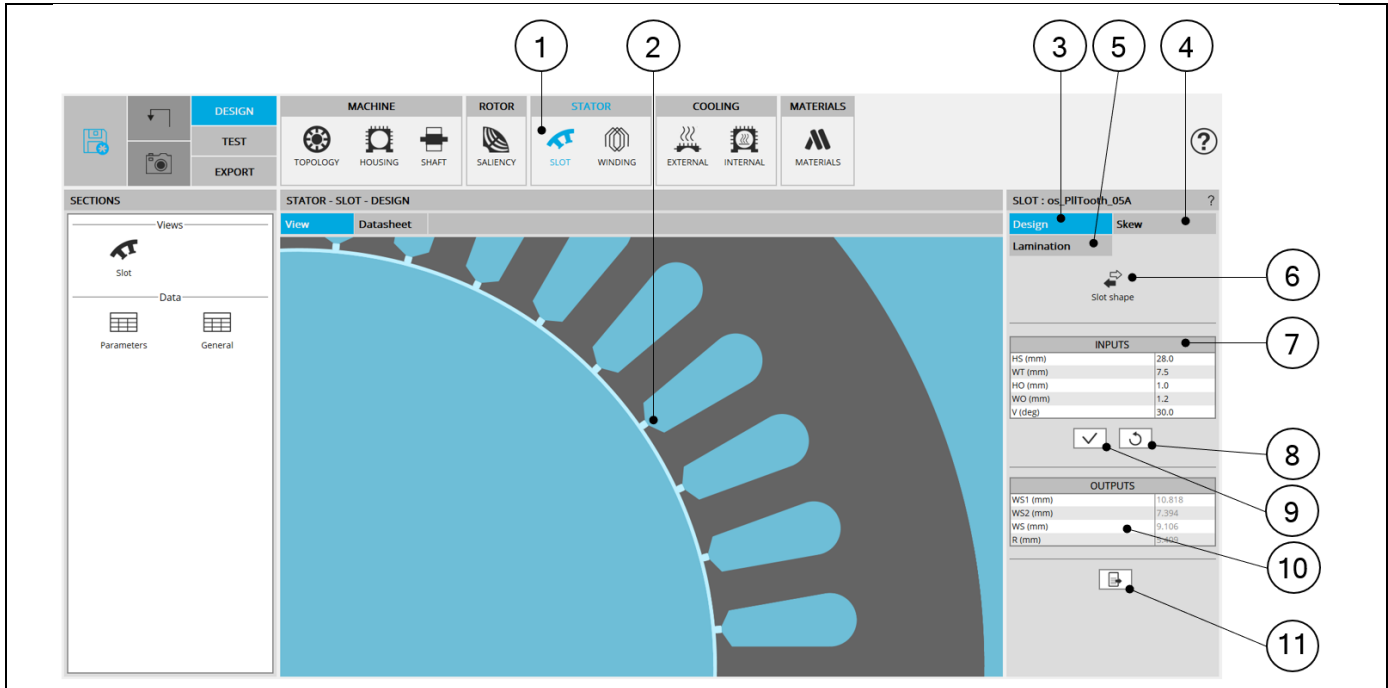 1 2 3 5 4
MACHINE ROTOR STATOR COOLING MATERIALS
DESIGN
TEST
EXPORT
TOPOLOGY HOUSING SHAFT SALIENCY SLOT WINDING EXTERNAL INTERNAL MATERIALS
?
SECTIONS
Views
Slot
Data
Parameters General
STATOR - SLOT - DESIGN
View Datasheet
SLOT : os_PllTooth_05A ?
Design Skew
Lamination
Slot shape
6
INPUTS
7
HS (mm) 28.0
WT (mm) 7.5
HO (mm) 1.0
WO (mm) 1.2
V (deg) 30.0
8
9
OUTPUTS
WS1 (mm) 10.818
WS2 (mm) 7.394
WS (mm) 9.106
R (mm)
10
11